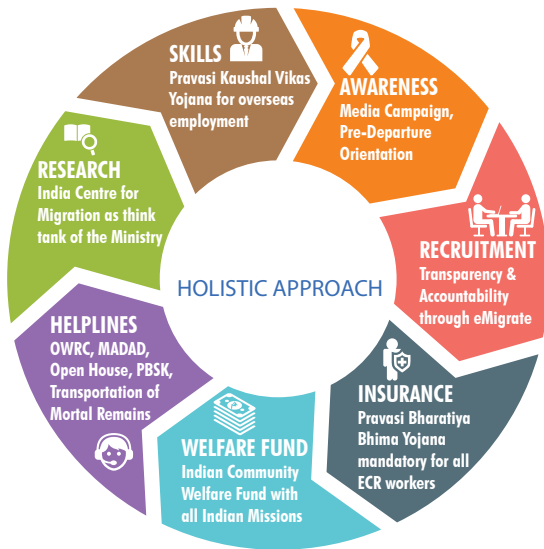 SKILLS
Pravasi Kaushal Vikas
Yojana for overseas
employment
AWARENESS
Media Campaign,
Pre-Departure
Orientation
RECRUITMENT
Transparency &
Accountability
through eMigrate
INSURANCE
Pravasi Bharatiya
Bhima Yojana
mandatory for all
ECR workers
WELFARE FUND
Indian Community
Welfare Fund with
all Indian Missions
HELPLINES
OWRC, MADAD,
Open House, PBSK,
Transportation of
Mortal Remains
RESEARCH
India Centre for
Migration as think
tank of the Ministry
HOLISTIC APPROACH